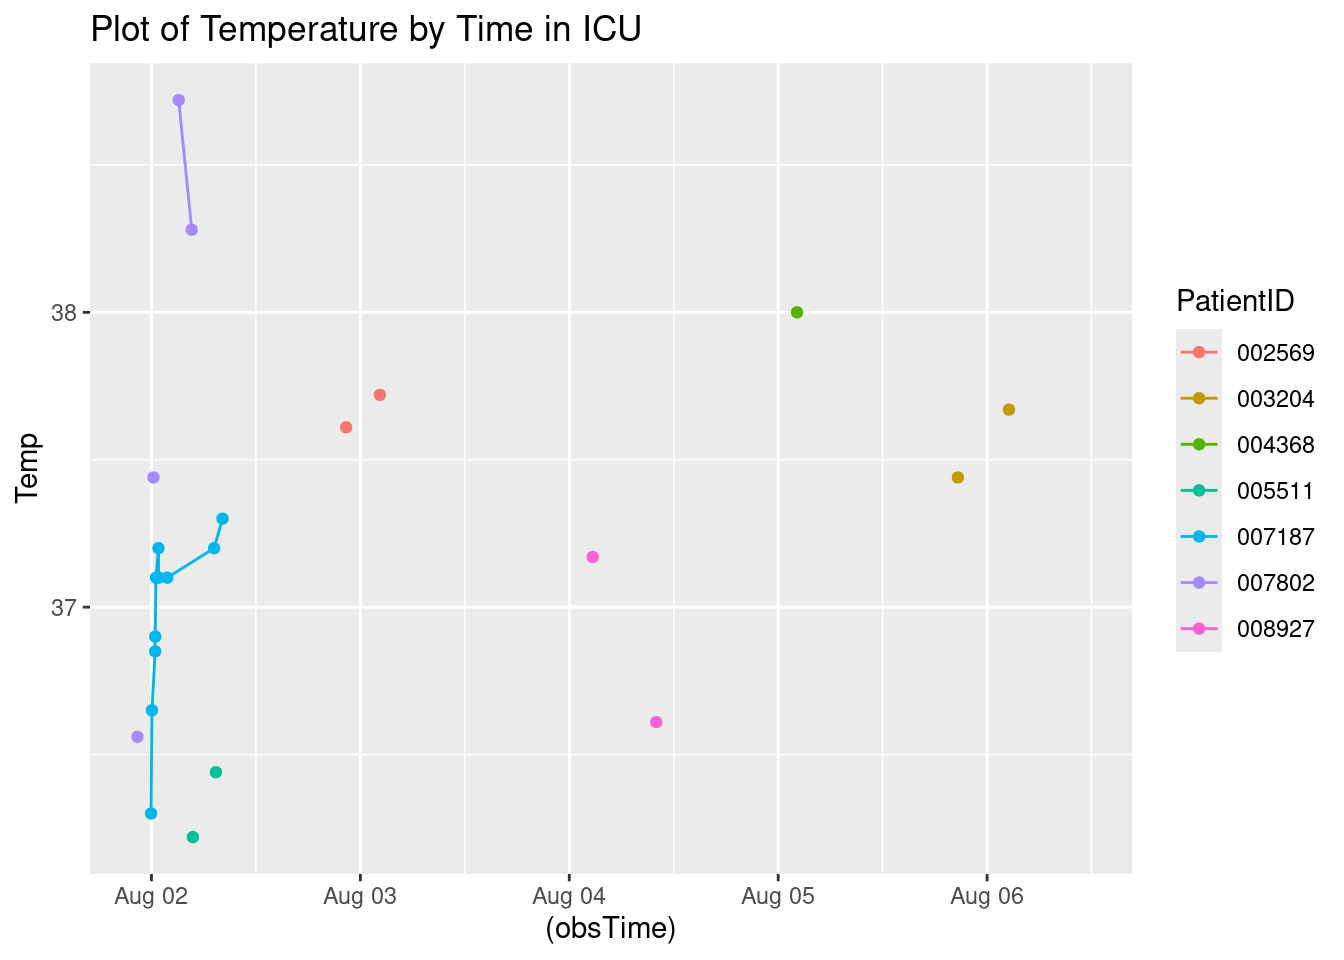 Plot of Temperature by Time in ICU
38
37
Temp
Aug 02 Aug 03 Aug 04 Aug 05 Aug 06
(obsTime)
PatientID
002569
003204
004368
005511
007187
007802
008927